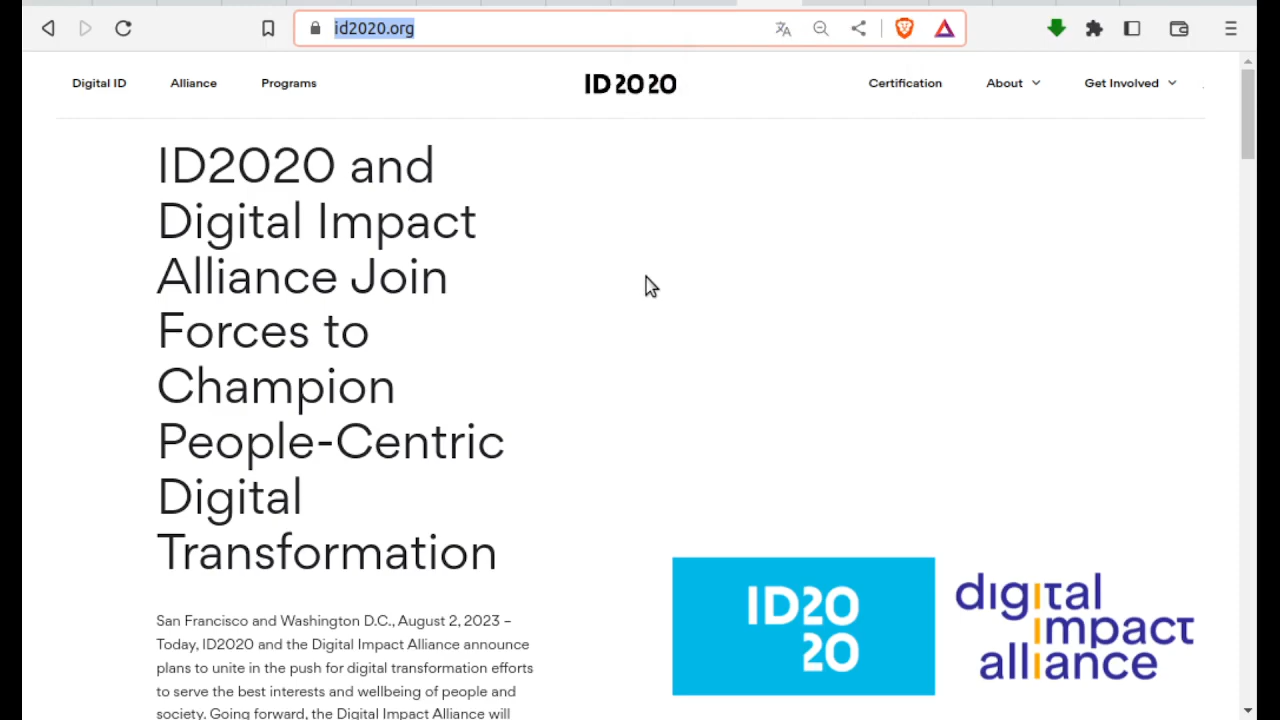 id2020.org
Digital ID
Alliance
Programs
ID2020
Certification
About
Get Involved
ID2020 and
Digital Impact
Alliance Join
Forces to
Champion
People-Centric
Digital
Transformation
San Francisco and Washington D.C., August 2, 2023 –
Today, ID2020 and the Digital Impact Alliance announce
plans to unite in the push for digital transformation efforts
to serve the best interests and wellbeing of people and
society. Going forward, the Digital Impact Alliance will
ID20
20
digital
impact
alliance